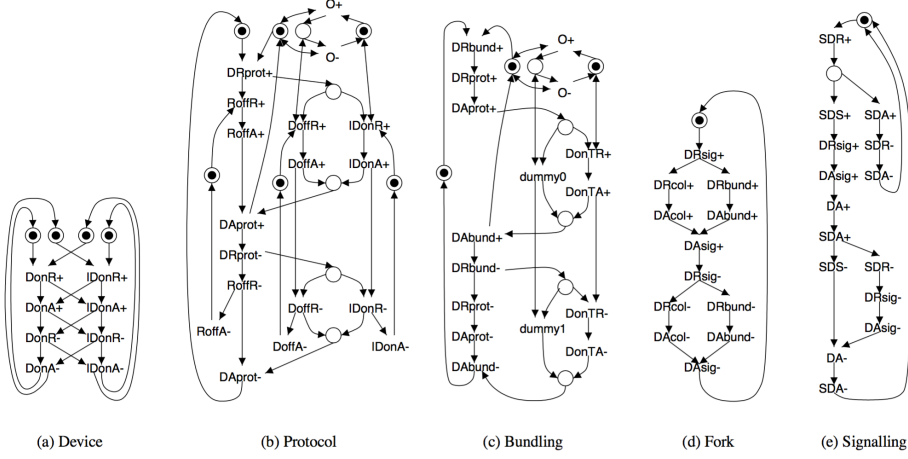 DonR+ IDonR+
DonA+ IDonA+
DonR- IDonR-
DonA- IDonA-
(a) Device
O+
O-
DRprot+
RoffR+
RoffA+
DoffR+ IDonR+
DoffA+ IDonA+
DAprot+
DRprot-
RoffR-
DoffR- IDonR-
RoffA- DoffA- IDonA-
DAprot-
(b) Protocol
O+
O-
DRbund+
DRprot+
DAprot+
DonTR+
dummy0
DonTA+
DAbund+
DRbund-
DRprot-
DonTR-
dummy1
DAprot-
DonTA-
DAbund-
(c) Bundling
DRsig+
DRcol+ DRbund+
DAcol+ DAbund+
DAsig+
DRsig-
DRcol- DRbund-
DAcol- DAbund-
DAsig-
(d) Fork
SDR+
SDS+ SDA+
DRsig+ SDR-
DAsig+ SDA-
DA+
SDA+
SDS- SDR-
DRsig-
DAsig-
DA-
SDA-
(e) Signalling